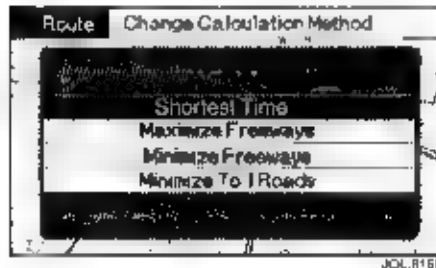 Route Change Calculation Method
Shortest Time
Maximize Freeways
Minimize Freeways
Minimize Toll Roads